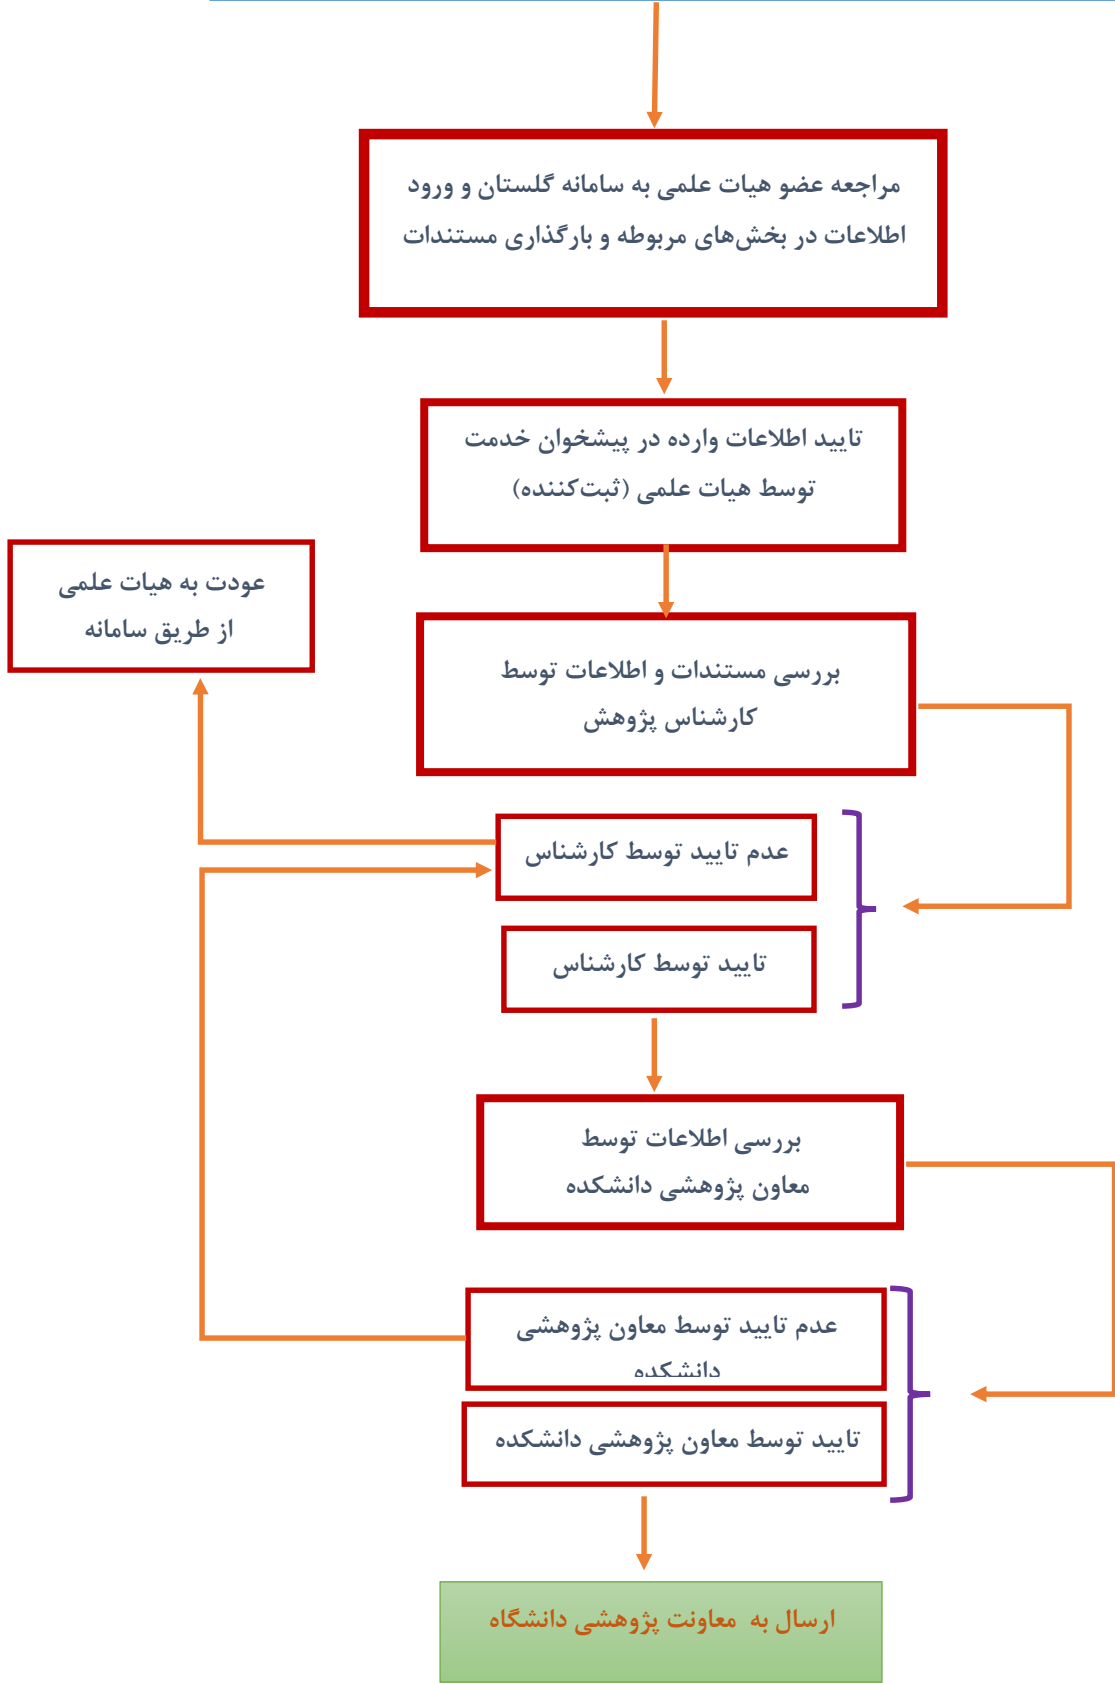 مراجعه عضو هیات علمی به سامانه گلستان و ورود
اطلاعات در بخش‌های مربوطه و بارگذاری مستندات
تایید اطلاعات وارده در پیشخوان خدمت
توسط هیات علمی (ثبت‌کننده)
عودت به هیات علمی
از طریق سامانه
بررسی مستندات و اطلاعات توسط
کارشناس پژوهش
عدم تایید توسط کارشناس
تایید توسط کارشناس
بررسی اطلاعات توسط
معاون پژوهشی دانشکده
عدم تایید توسط معاون پژوهشی
دانشکده
تایید توسط معاون پژوهشی دانشکده
ارسال به معاونت پژوهشی دانشگاه